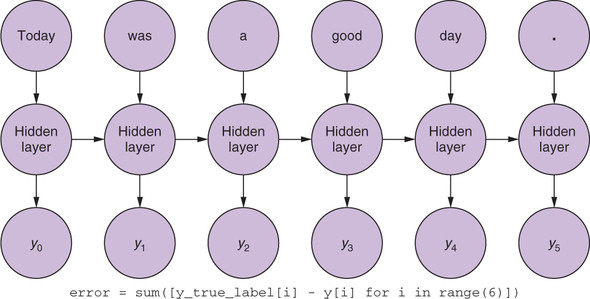 Today was a good day .
Hidden layer Hidden layer Hidden layer Hidden layer Hidden layer Hidden layer
y0 y1 y2 y3 y4 y5
error = sum([y_true_label[i] - y[i] for i in range(6)])